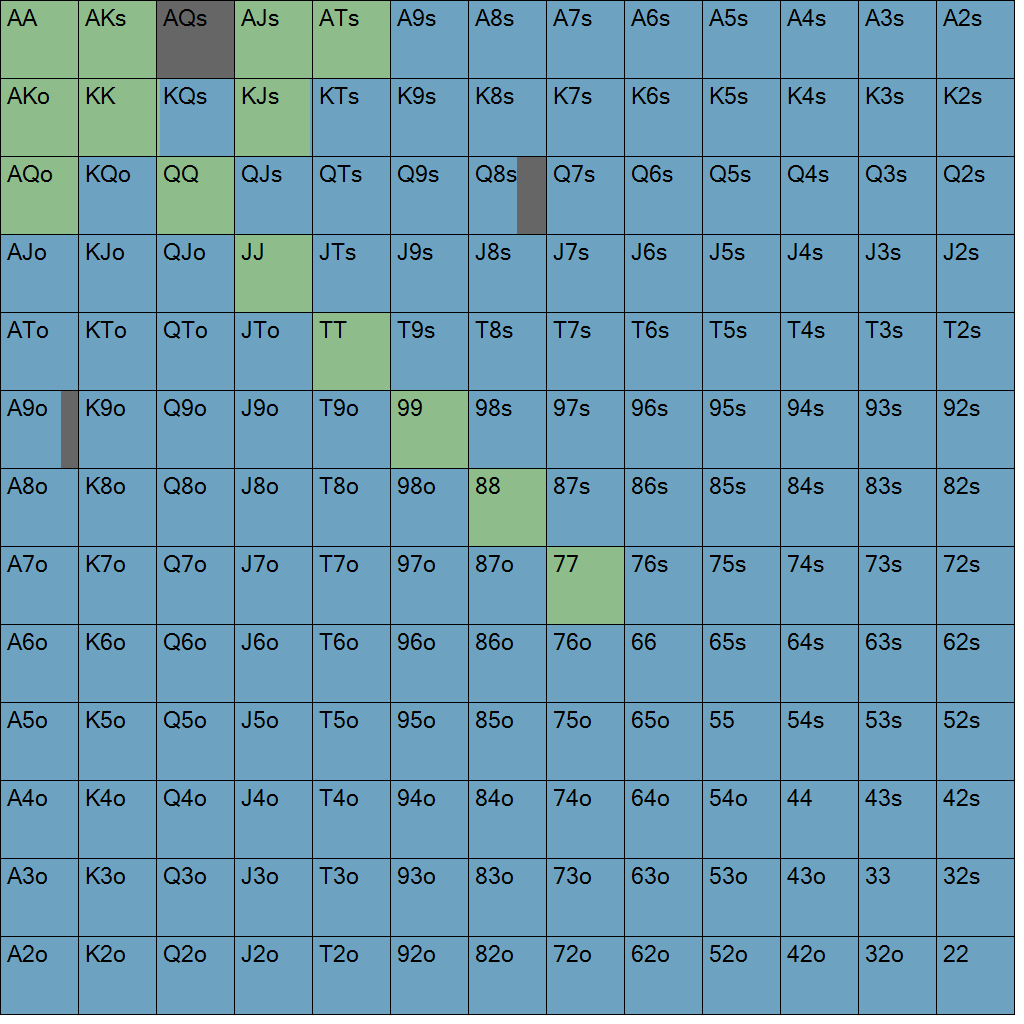 AA AKs AQs AJs ATs A9s A8s A7s A6s A5s A4s A3s A2s
AKo KK KQs KJs KTs K9s K8s K7s K6s K5s K4s K3s K2s
AQo KQo QQ QJs QTs Q9s Q8s Q7s Q6s Q5s Q4s Q3s Q2s
AJo KJo QJo JJ JTs J9s J8s J7s J6s J5s J4s J3s J2s
ATo KTo QTo JTo TT T9s T8s T7s T6s T5s T4s T3s T2s
A9o K9o Q9o J9o T9o 99 98s 97s 96s 95s 94s 93s 92s
A8o K8o Q8o J8o T8o 98o 88 87s 86s 85s 84s 83s 82s
A7o K7o Q7o J7o T7o 97o 87o 77 76s 75s 74s 73s 72s
A6o K6o Q6o J6o T6o 96o 86o 76o 66 65s 64s 63s 62s
A5o K5o Q5o J5o T5o 95o 85o 75o 65o 55 54s 53s 52s
A4o K4o Q4o J4o T4o 94o 84o 74o 64o 54o 44 43s 42s
A3o K3o Q3o J3o T3o 93o 83o 73o 63o 53o 43o 33 32s
A2o K2o Q2o J2o T2o 92o 82o 72o 62o 52o 42o 32o 22